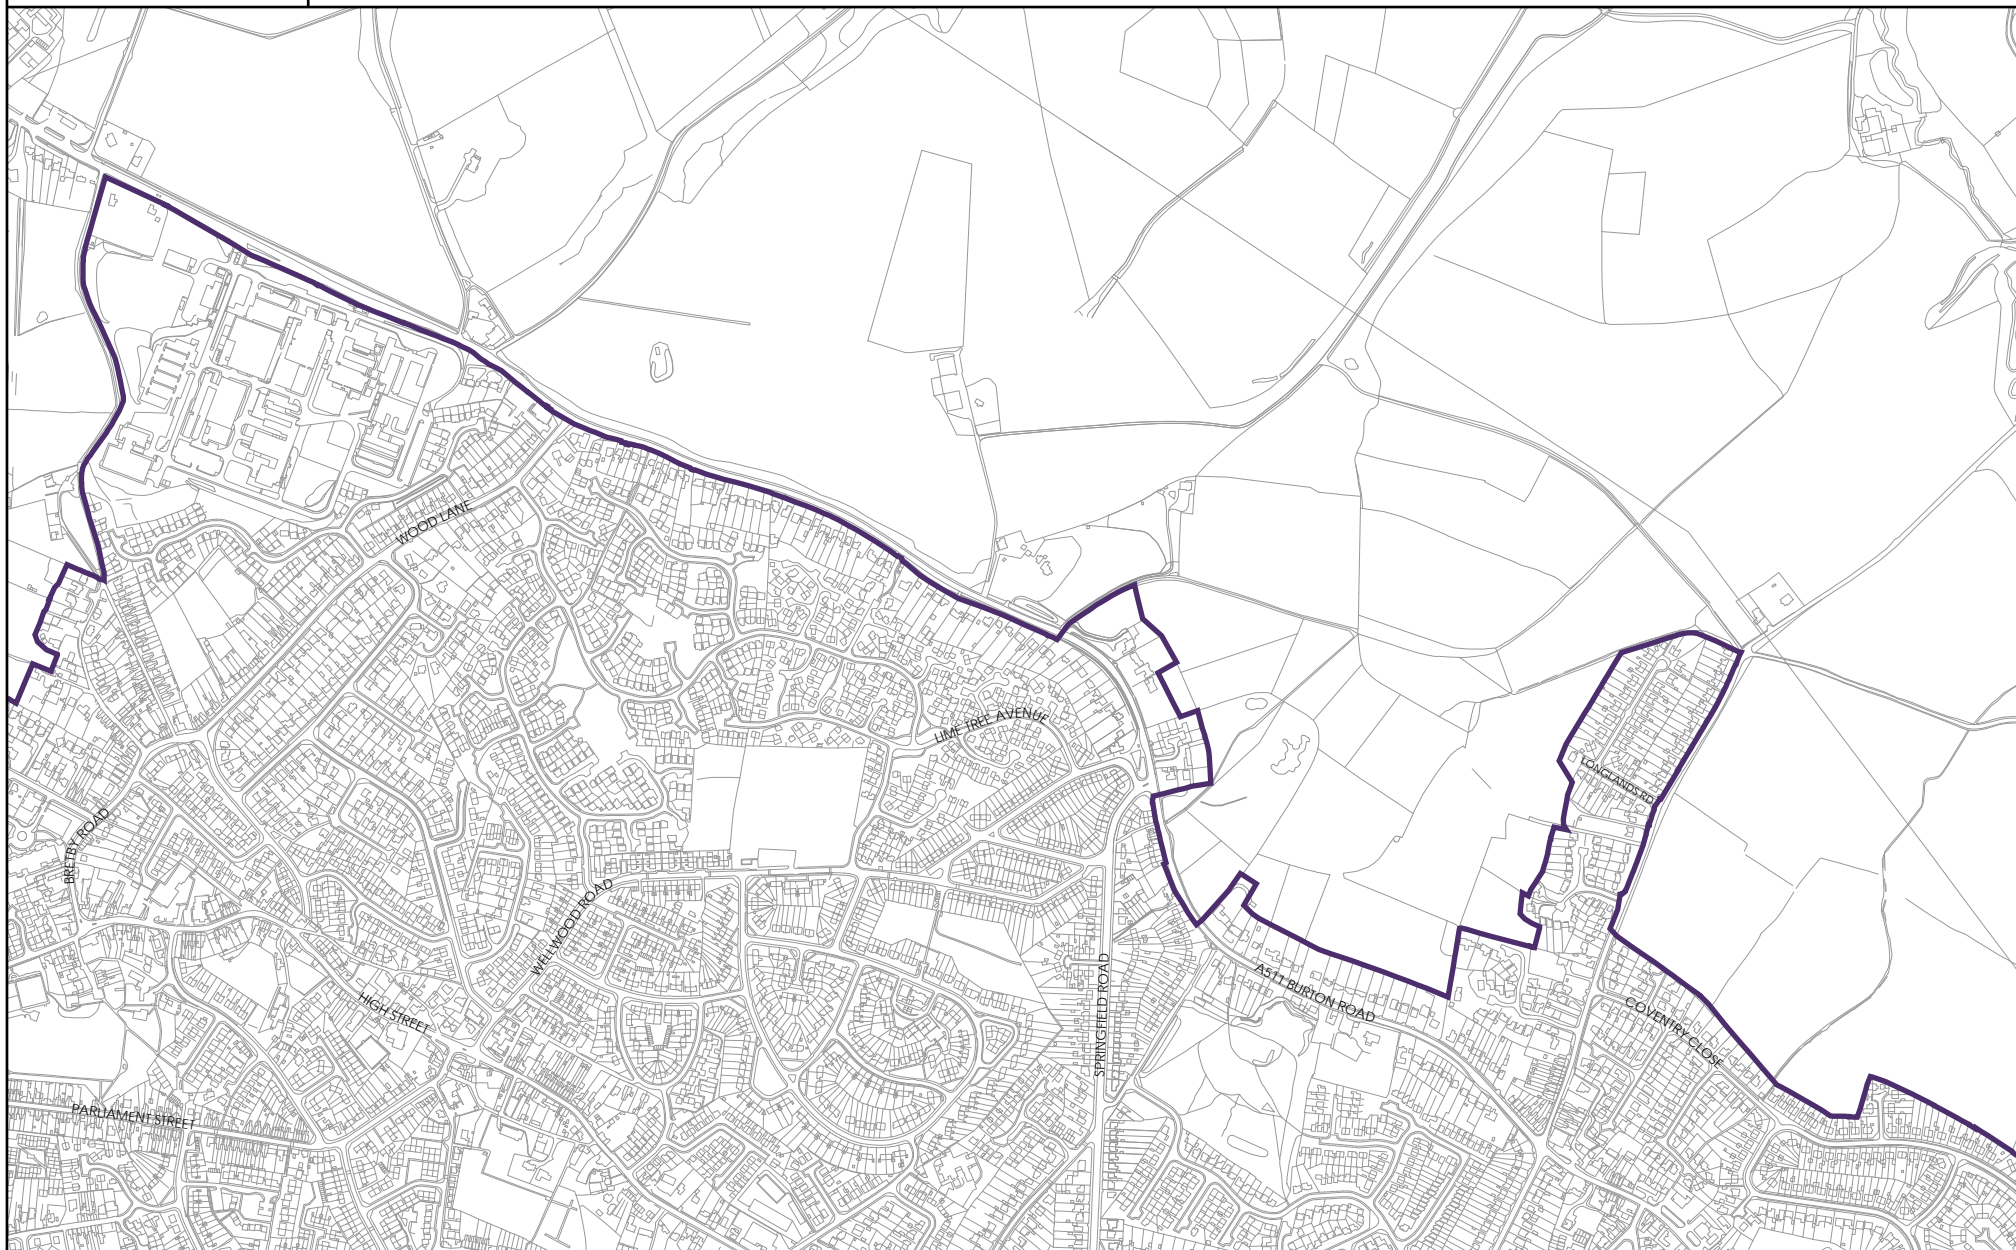 WOOD LANE
LIME TREE AVENUE
LONGLANDS RD
BRETBY ROAD
WELLWOOD ROAD
A511 BURTON ROAD
HIGH STREET
SPRINGFIELD ROAD
COVENTRY CLOSE
PARLIAMENT STREET